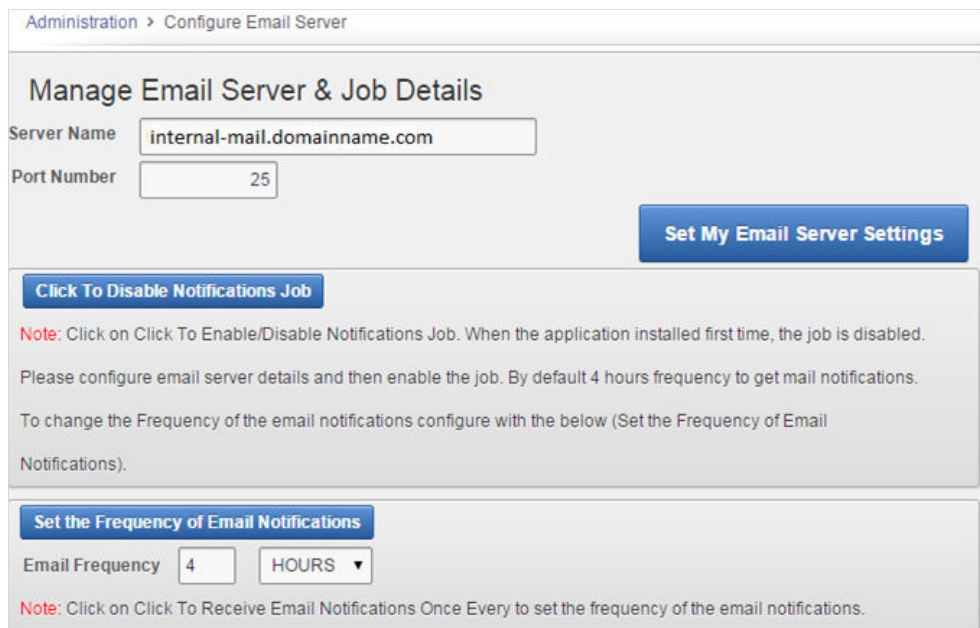 Administration > Configure Email Server
Manage Email Server & Job Details
Server Name internal-mail.domainname.com
Port Number 25
Set My Email Server Settings
Click To Disable Notifications Job
Note: Click on Click To Enable/Disable Notifications Job. When the application installed first time, the job is disabled.
Please configure email server details and then enable the job. By default 4 hours frequency to get mail notifications.
To change the Frequency of the email notifications configure with the below (Set the Frequency of Email
Notifications).
Set the Frequency of Email Notifications
Email Frequency 4 HOURS
Note: Click on Click To Receive Email Notifications Once Every to set the frequency of the email notifications.